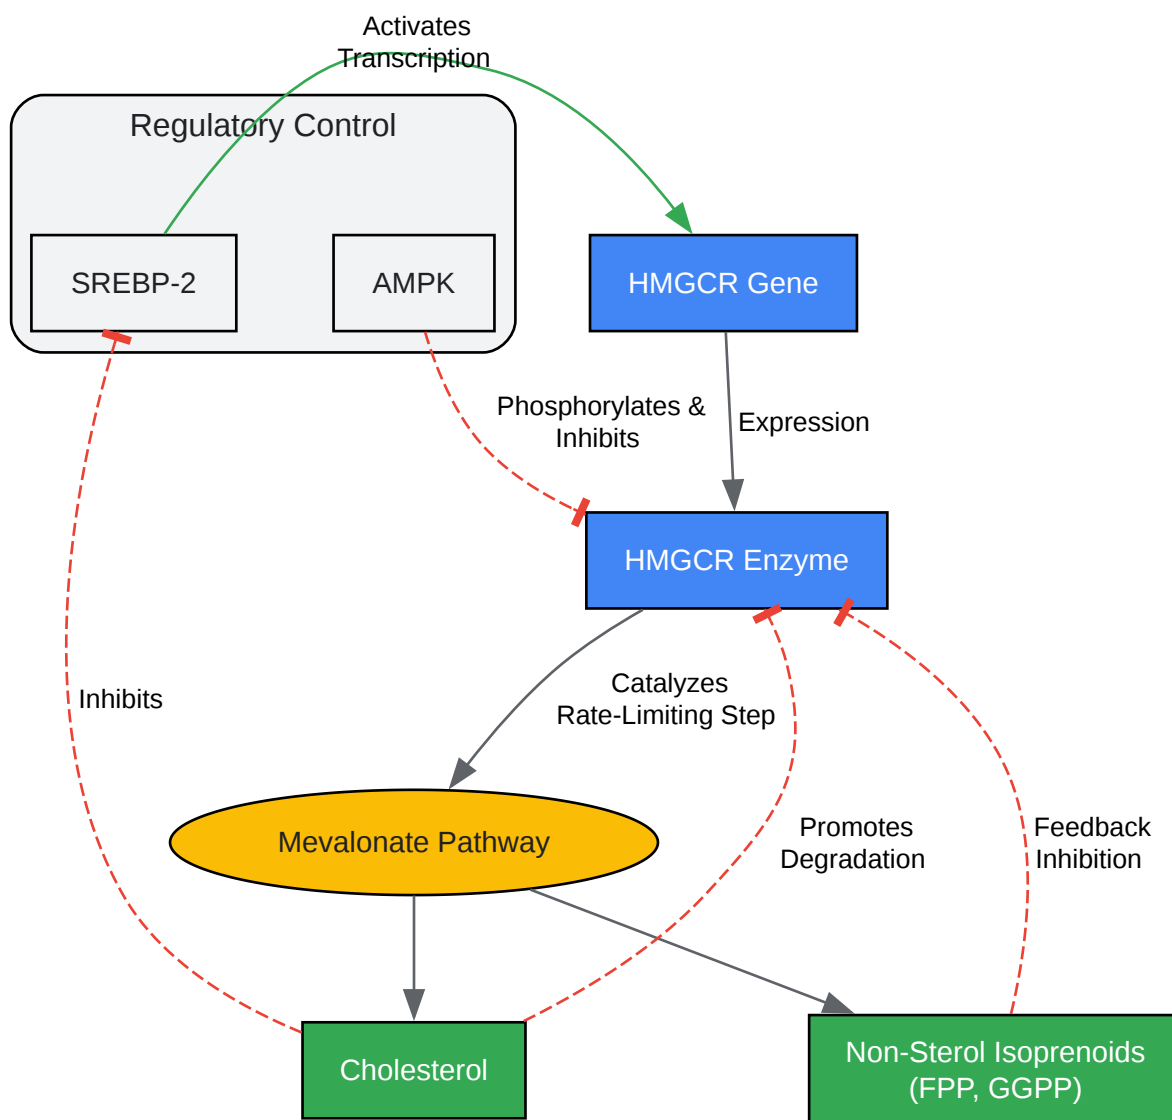 Activates
Transcription
Regulatory Control
SREBP-2
AMPK
HMGCR Gene
Phosphorylates &
Inhibits
Expression
HMGCR Enzyme
Inhibits
Catalyzes
Rate-Limiting Step
Mevalonate Pathway
Promotes
Degradation
Feedback
Inhibition
Cholesterol
Non-Sterol Isoprenoids
(FPP, GGPP)